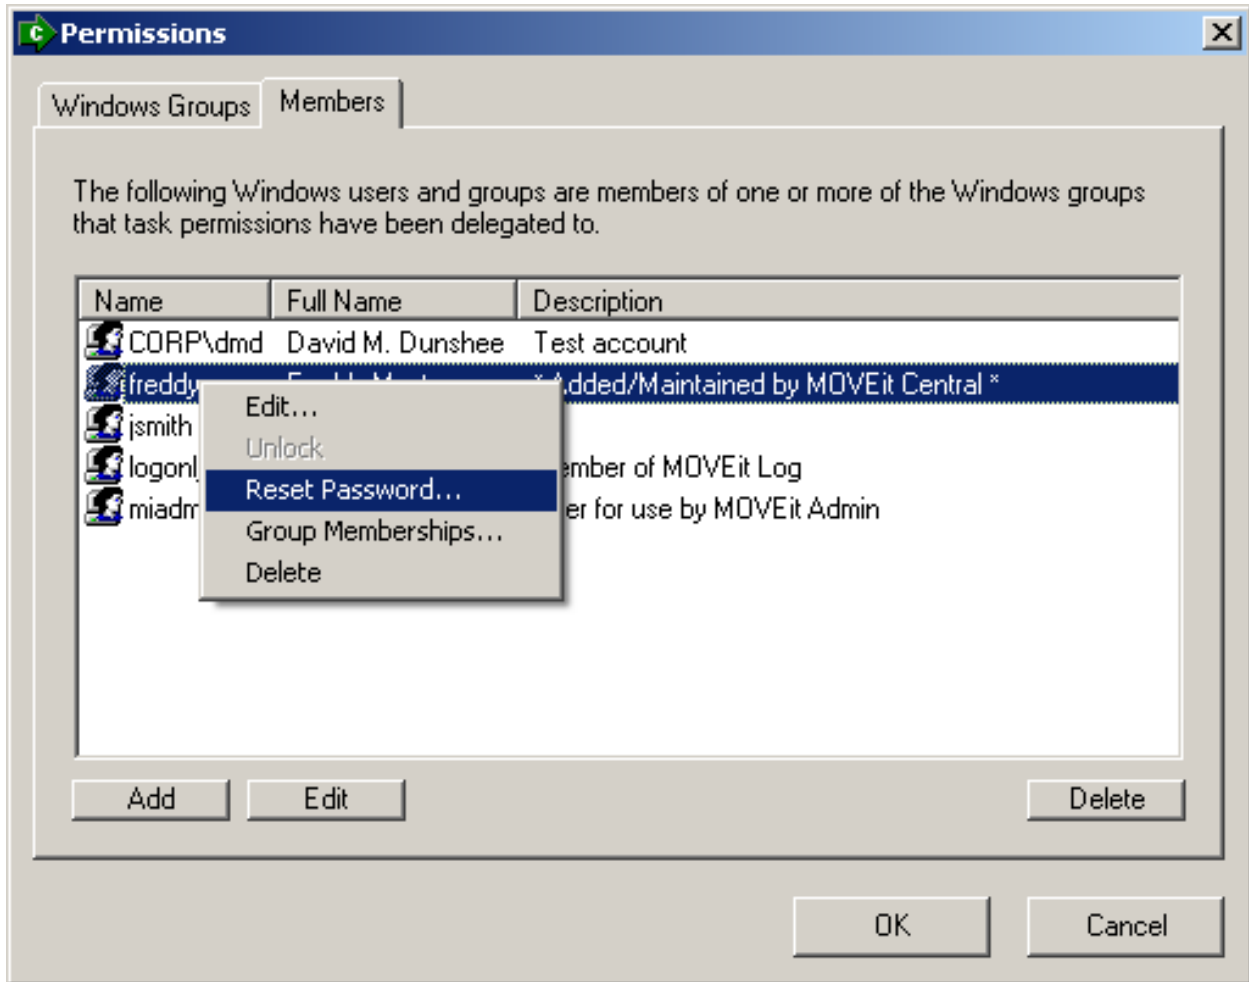 Permissions
Windows Groups Members
The following Windows users and groups are members of one or more of the Windows groups
that task permissions have been delegated to.
Name Full Name Description
CORP\dmd David M. Dunshee Test account
freddy * Added/Maintained by MOVEit Central *
Edit...
jsmith
Unlock
of MOVEit Log
Reset Password...
for use by MOVEit Admin
Group Memberships...
Delete
Add Edit Delete
OK Cancel